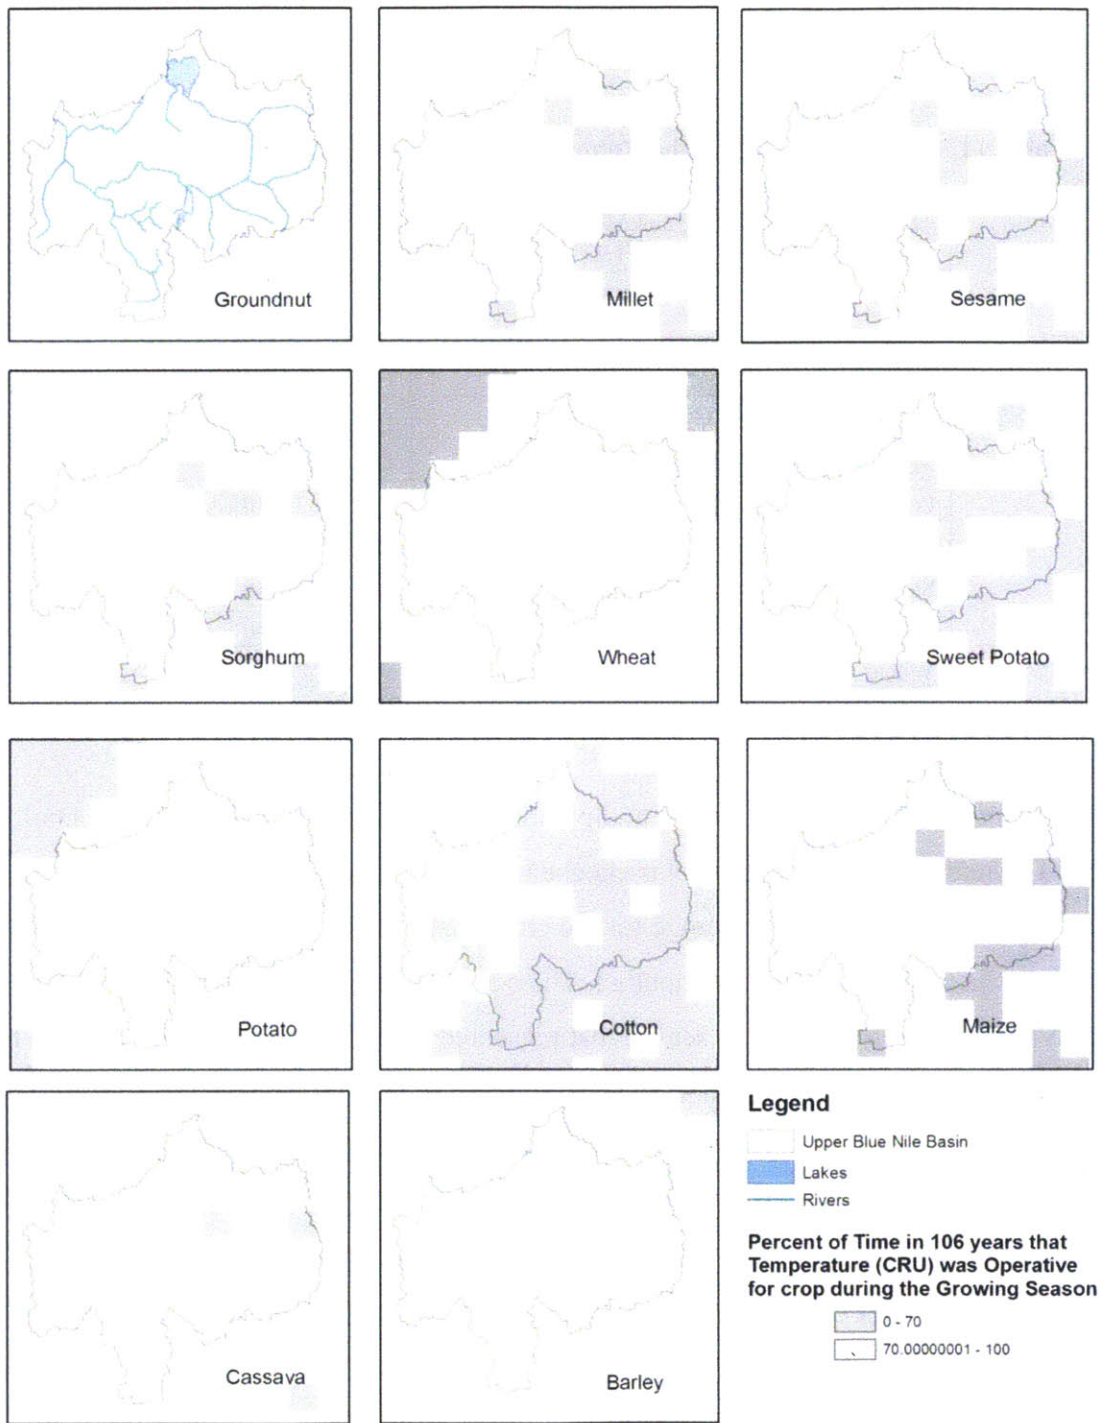 Groundnut
Millet
Sesame
Sorghum
Wheat
Sweet Potato
Potato
Cotton
Maize
Cassava
Barley
Legend
Upper Blue Nile Basin
Lakes
Rivers
Percent of Time in 106 years that
Temperature (CRU) was Operative
for crop during the Growing Season
0 - 70
70.00000001 - 100